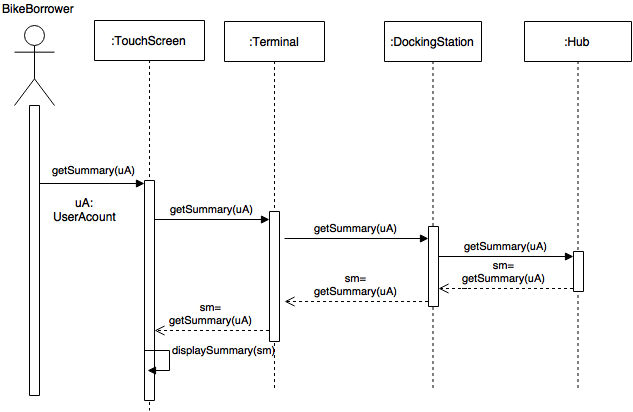 BikeBorrower
:TouchScreen
:Terminal
:DockingStation
:Hub
getSummary(uA)
uA:
UserAcount
getSummary(uA)
getSummary(uA)
getSummary(uA)
sm=
getSummary(uA)
sm=
getSummary(uA)
sm=
getSummary(uA)
displaySummary(sm)